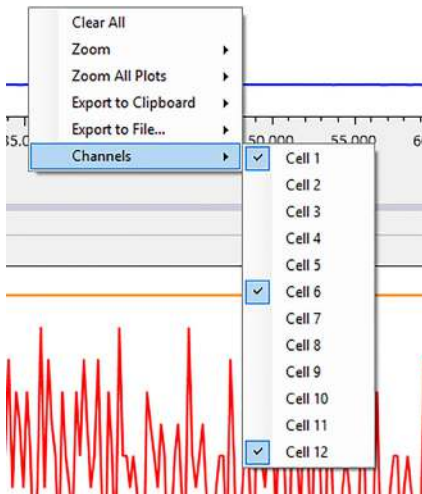 Clear All
Zoom
Zoom All Plots
Export to Clipboard
Export to File...
Channels
50.000 55.000
Cell 1
Cell 2
Cell 3
Cell 4
Cell 5
Cell 6
Cell 7
Cell 8
Cell 9
Cell 10
Cell 11
Cell 12